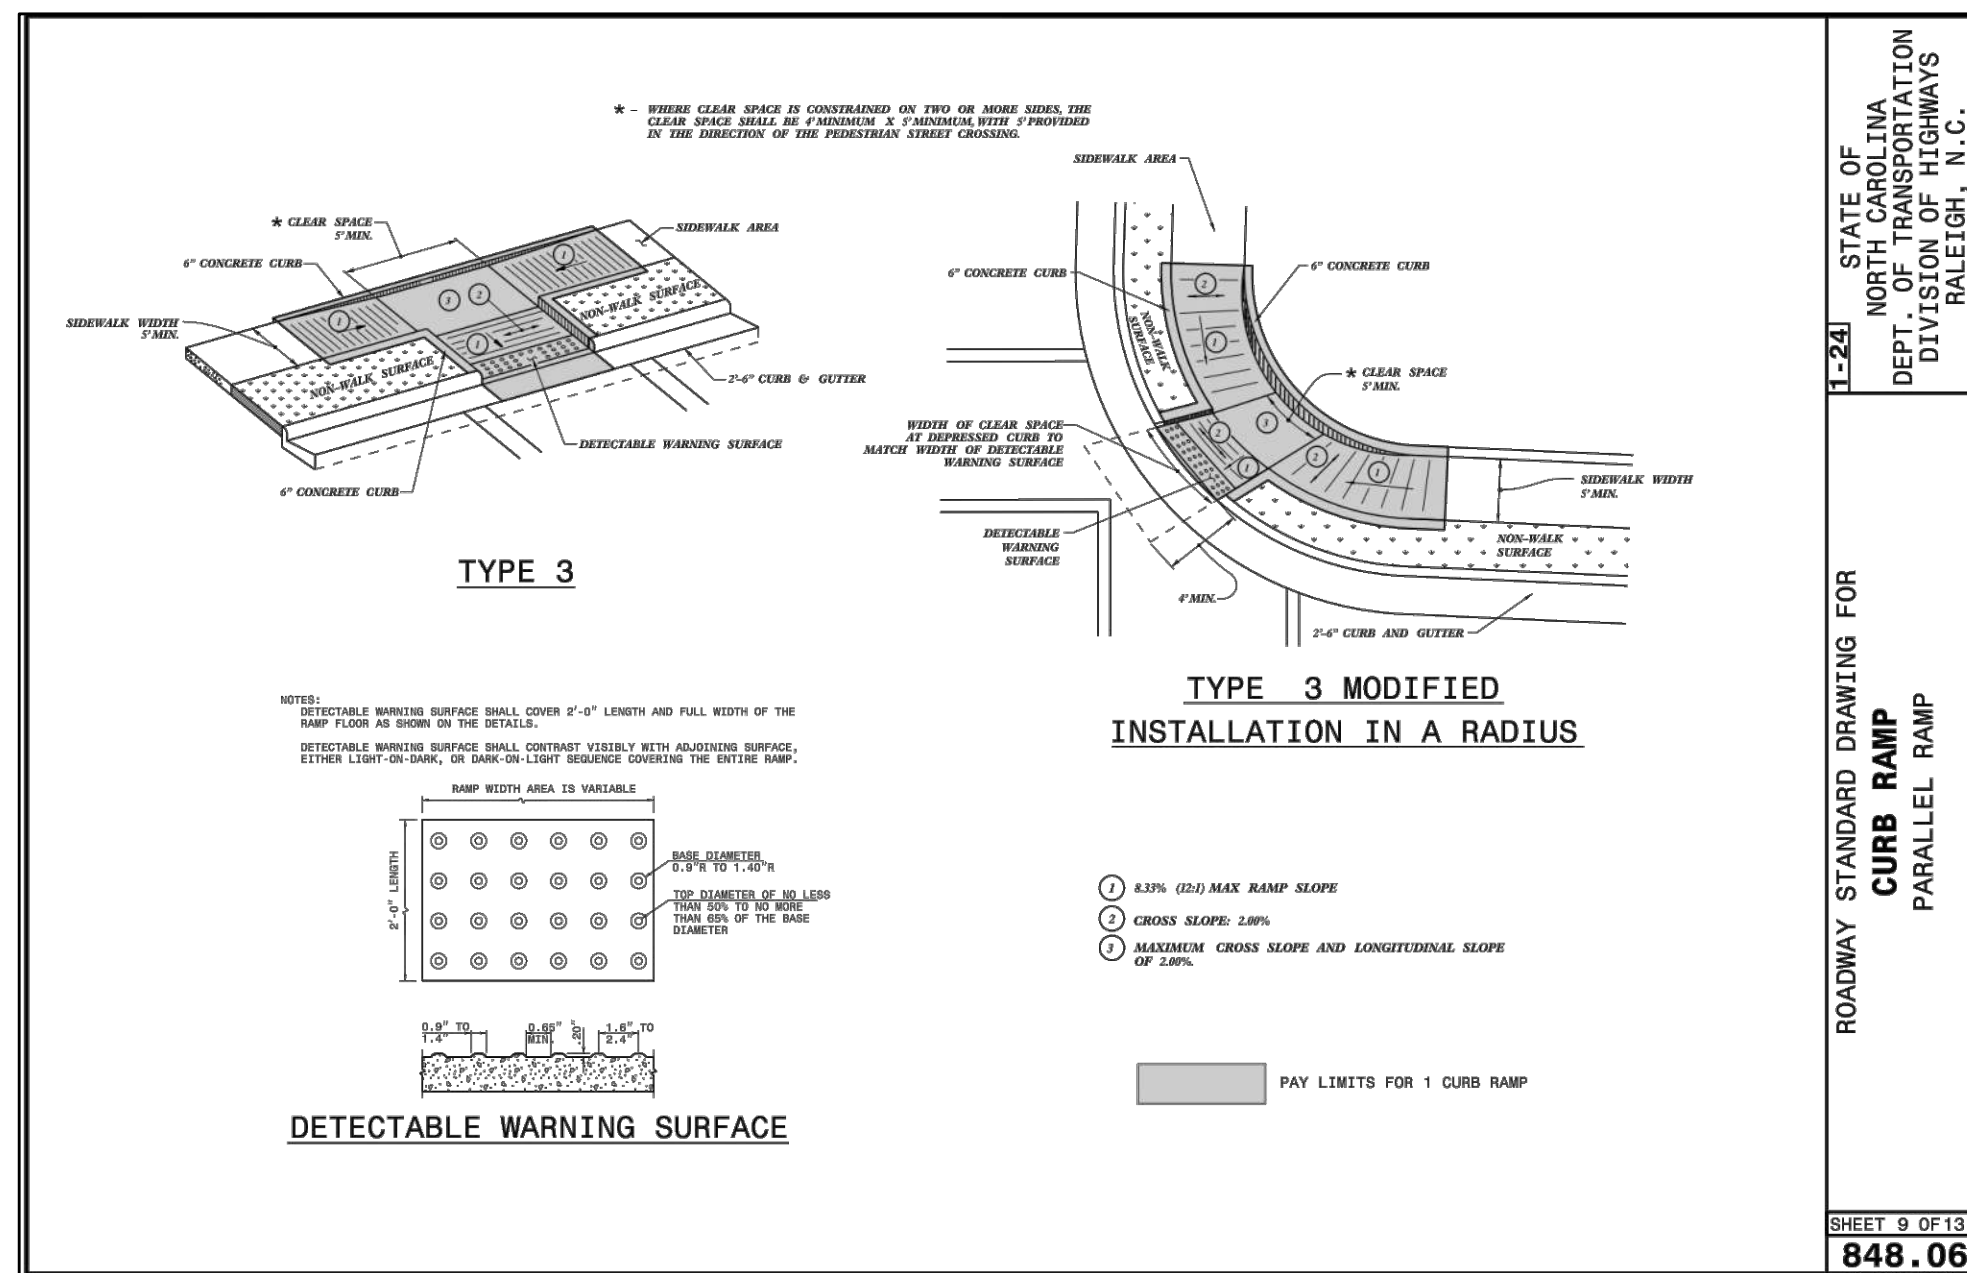 * – WHERE CLEAR SPACE IS CONSTRAINED ON TWO OR MORE SIDES, THE
CLEAR SPACE SHALL BE 4' MINIMUM X 5' MINIMUM, WITH 5' PROVIDED
IN THE DIRECTION OF THE PEDESTRIAN STREET CROSSING.
* CLEAR SPACE
5' MIN.
SIDEWALK AREA
6" CONCRETE CURB
SIDEWALK WIDTH
5' MIN.
1
3
2
1
1
NON-WALK SURFACE
NON-WALK SURFACE
2'-6" CURB & GUTTER
DETECTABLE WARNING SURFACE
6" CONCRETE CURB
TYPE 3
SIDEWALK AREA
6" CONCRETE CURB
6" CONCRETE CURB
2
1
NON-WALK
SURFACE
* CLEAR SPACE
5' MIN.
WIDTH OF CLEAR SPACE
AT DEPRESSED CURB TO
MATCH WIDTH OF DETECTABLE
WARNING SURFACE
3
2
1
2
1
SIDEWALK WIDTH
5' MIN.
DETECTABLE
WARNING
SURFACE
NON-WALK
SURFACE
4' MIN.
2'-6" CURB AND GUTTER
TYPE 3 MODIFIED
INSTALLATION IN A RADIUS
NOTES:
DETECTABLE WARNING SURFACE SHALL COVER 2'-0" LENGTH AND FULL WIDTH OF THE
RAMP FLOOR AS SHOWN ON THE DETAILS.
DETECTABLE WARNING SURFACE SHALL CONTRAST VISIBLY WITH ADJOINING SURFACE,
EITHER LIGHT-ON-DARK, OR DARK-ON-LIGHT SEQUENCE COVERING THE ENTIRE RAMP.
RAMP WIDTH AREA IS VARIABLE
2'-0" LENGTH
BASE DIAMETER
0.9"R TO 1.40"R
TOP DIAMETER OF NO LESS
THAN 50% TO NO MORE
THAN 65% OF THE BASE
DIAMETER
0.9" TO
1.4"
0.65"
MIN.
.20"
1.6" TO
2.4"
DETECTABLE WARNING SURFACE
1 8.33% (12:1) MAX RAMP SLOPE
2 CROSS SLOPE: 2.00%
3 MAXIMUM CROSS SLOPE AND LONGITUDINAL SLOPE
OF 2.00%.
PAY LIMITS FOR 1 CURB RAMP
1-24
STATE OF
NORTH CAROLINA
DEPT. OF TRANSPORTATION
DIVISION OF HIGHWAYS
RALEIGH, N.C.
ROADWAY STANDARD DRAWING FOR
CURB RAMP
PARALLEL RAMP
SHEET 9 OF 13
848.06